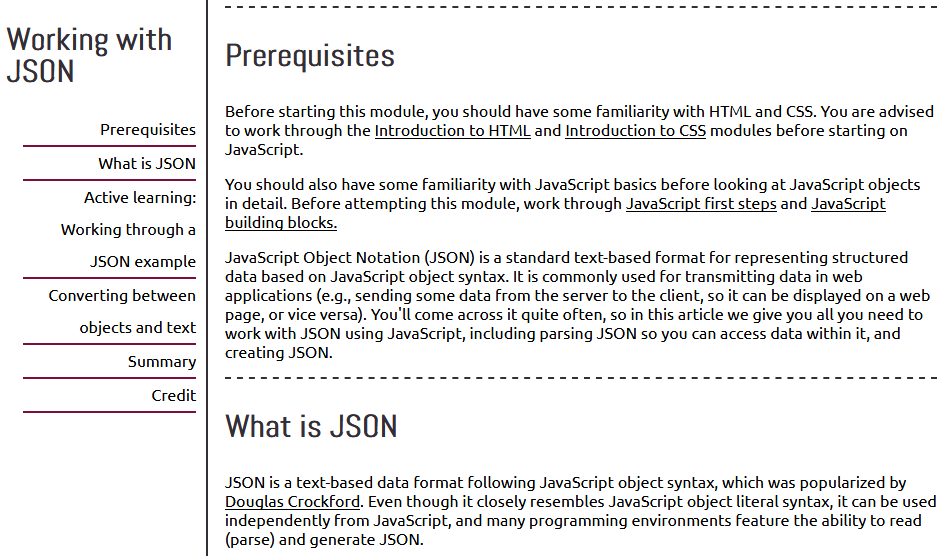 Working with
JSON
Prerequisites
What is JSON
Active learning:
Working through a
JSON example
Converting between
objects and text
Summary
Credit
Prerequisites
Before starting this module, you should have some familiarity with HTML and CSS. You are advised
to work through the Introduction to HTML and Introduction to CSS modules before starting on
JavaScript.
You should also have some familiarity with JavaScript basics before looking at JavaScript objects
in detail. Before attempting this module, work through JavaScript first steps and JavaScript
building blocks.
JavaScript Object Notation (JSON) is a standard text-based format for representing structured
data based on JavaScript object syntax. It is commonly used for transmitting data in web
applications (e.g., sending some data from the server to the client, so it can be displayed on a web
page, or vice versa). You'll come across it quite often, so in this article we give you all you need to
work with JSON using JavaScript, including parsing JSON so you can access data within it, and
creating JSON.
What is JSON
JSON is a text-based data format following JavaScript object syntax, which was popularized by
Douglas Crockford. Even though it closely resembles JavaScript object literal syntax, it can be used
independently from JavaScript, and many programming environments feature the ability to read
(parse) and generate JSON.